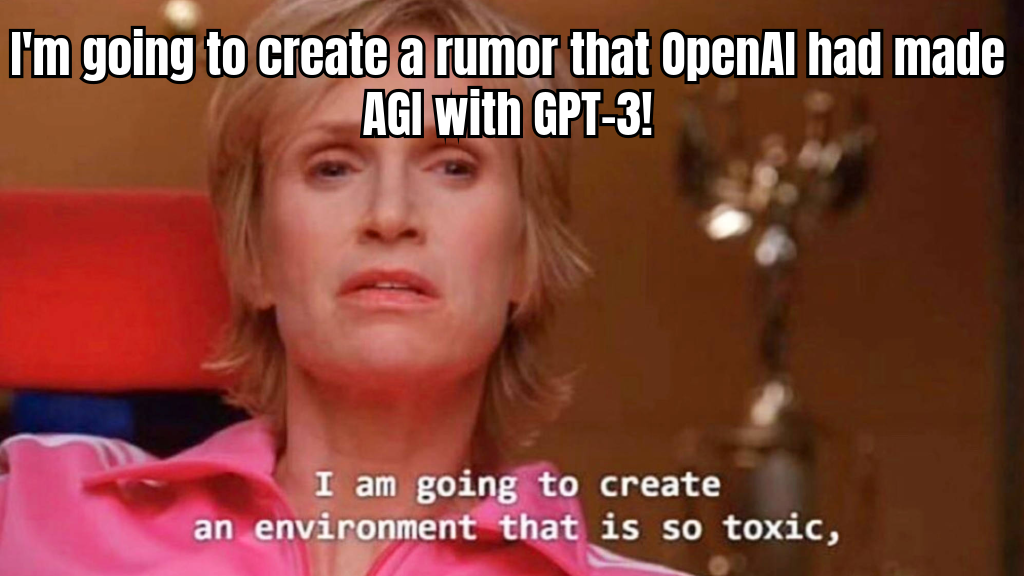 I'm going to create a rumor that OpenAI had made
AGI with GPT-3!
I am going to create
an environment that is so toxic,